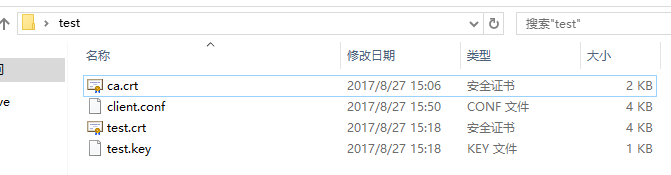 test
搜索"test"
名称 修改日期 类型 大小
ca.crt 2017/8/27 15:06 安全证书 2 KB
client.conf 2017/8/27 15:50 CONF 文件 4 KB
test.crt 2017/8/27 15:18 安全证书 4 KB
test.key 2017/8/27 15:18 KEY 文件 1 KB